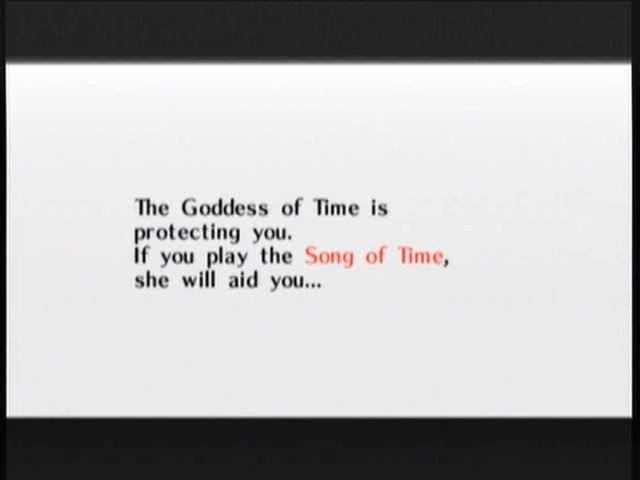 The Goddess of Time is
protecting you.
If you play the Song of Time,
she will aid you...